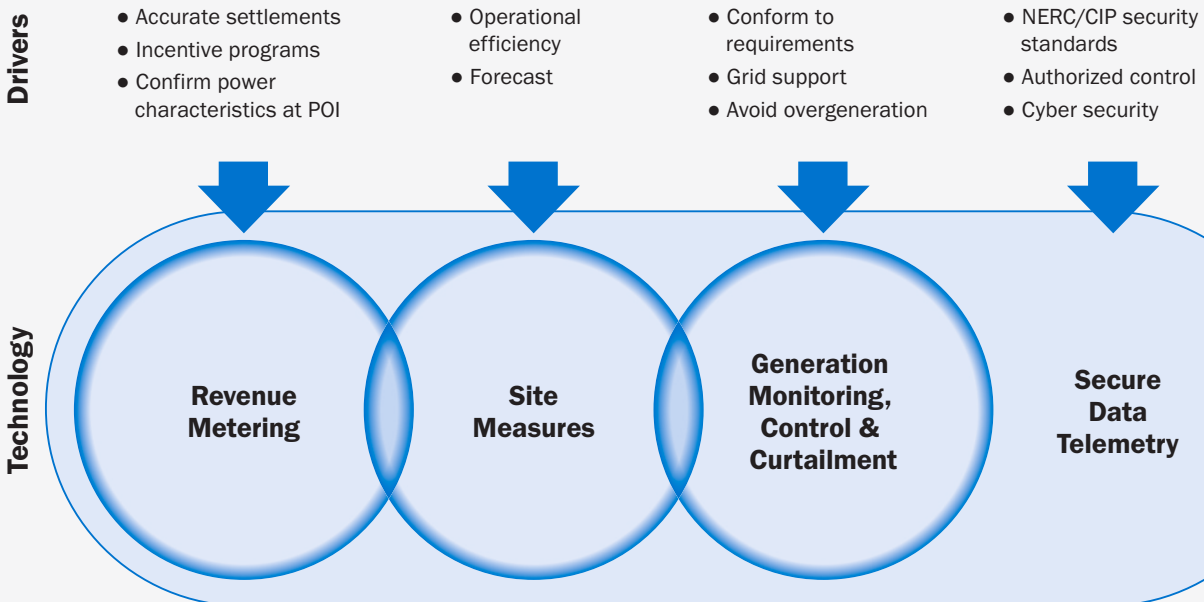 Drivers
● Accurate settlements
● Incentive programs
● Confirm power
characteristics at POI
● Operational
efficiency
● Forecast
● Conform to
requirements
● Grid support
● Avoid overgeneration
● NERC/CIP security
standards
● Authorized control
● Cyber security
Technology
Revenue
Metering
Site
Measures
Generation
Monitoring,
Control &
Curtailment
Secure
Data
Telemetry